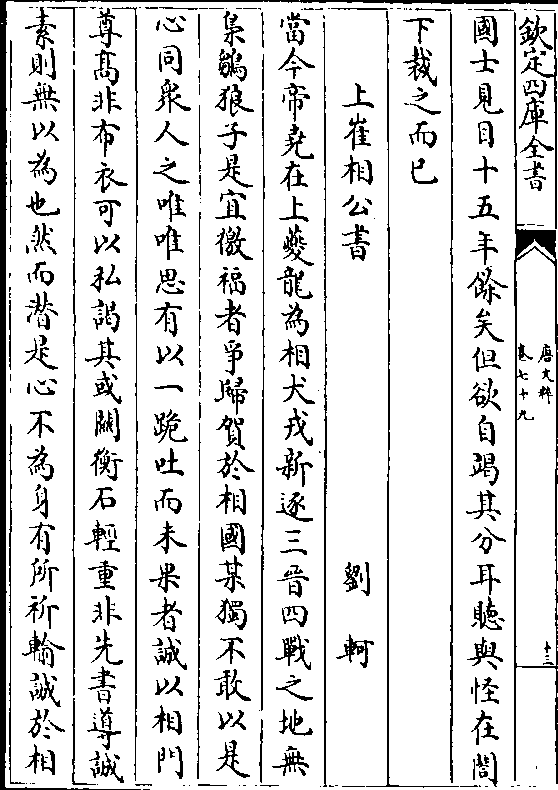 欽定四庫全書
唐文粹
卷七十九
十三
國士見目十五年餘矣但欲自竭其分耳聽與怪在閤
下裁之而已
上崔相公書　劉軻
當今帝堯在上夔龍為相犬戎新逐三晉四戰之地無
梟鶵狼子是宜徼福者爭歸賀於相國某獨不敢以是
心同衆人之唯唯思有以一跪吐而未果者誠以相門
尊髙非布衣可以私謁其或闗衡石輕重非先書導誠
素則無以為也然而潛是心不為身有所祈輸誠於相